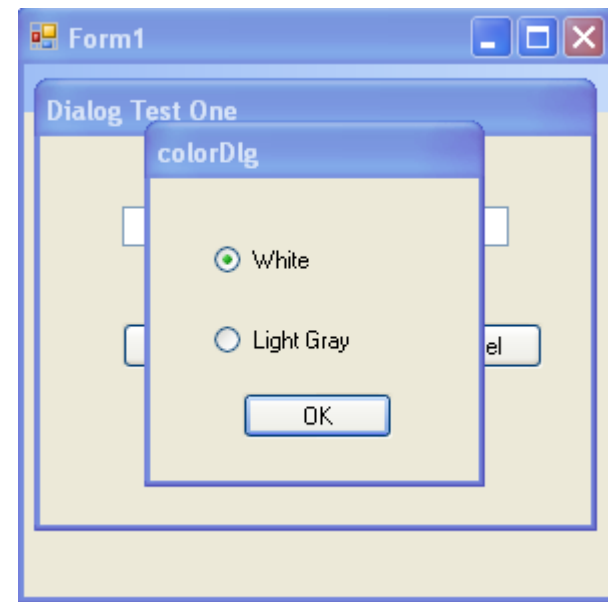 Form1
Dialog Test One
colorDlg
White
Light Gray
el
OK